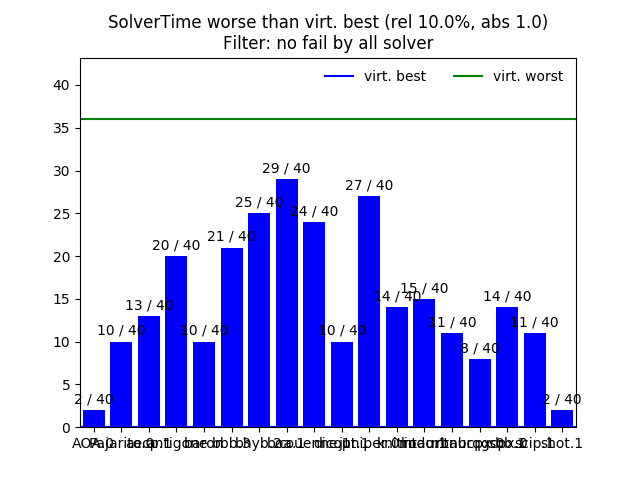 SolverTime worse than virt. best (rel 10.0%, abs 1.0)
Filter: no fail by all solver
virt. best
virt. worst
40
35
30
25
20
15
10
5
0
2 / 40
10 / 40
13 / 40
20 / 40
10 / 40
21 / 40
25 / 40
29 / 40
24 / 40
10 / 40
27 / 40
14 / 40
15 / 40
11 / 40
8 / 40
14 / 40
11 / 40
2 / 40